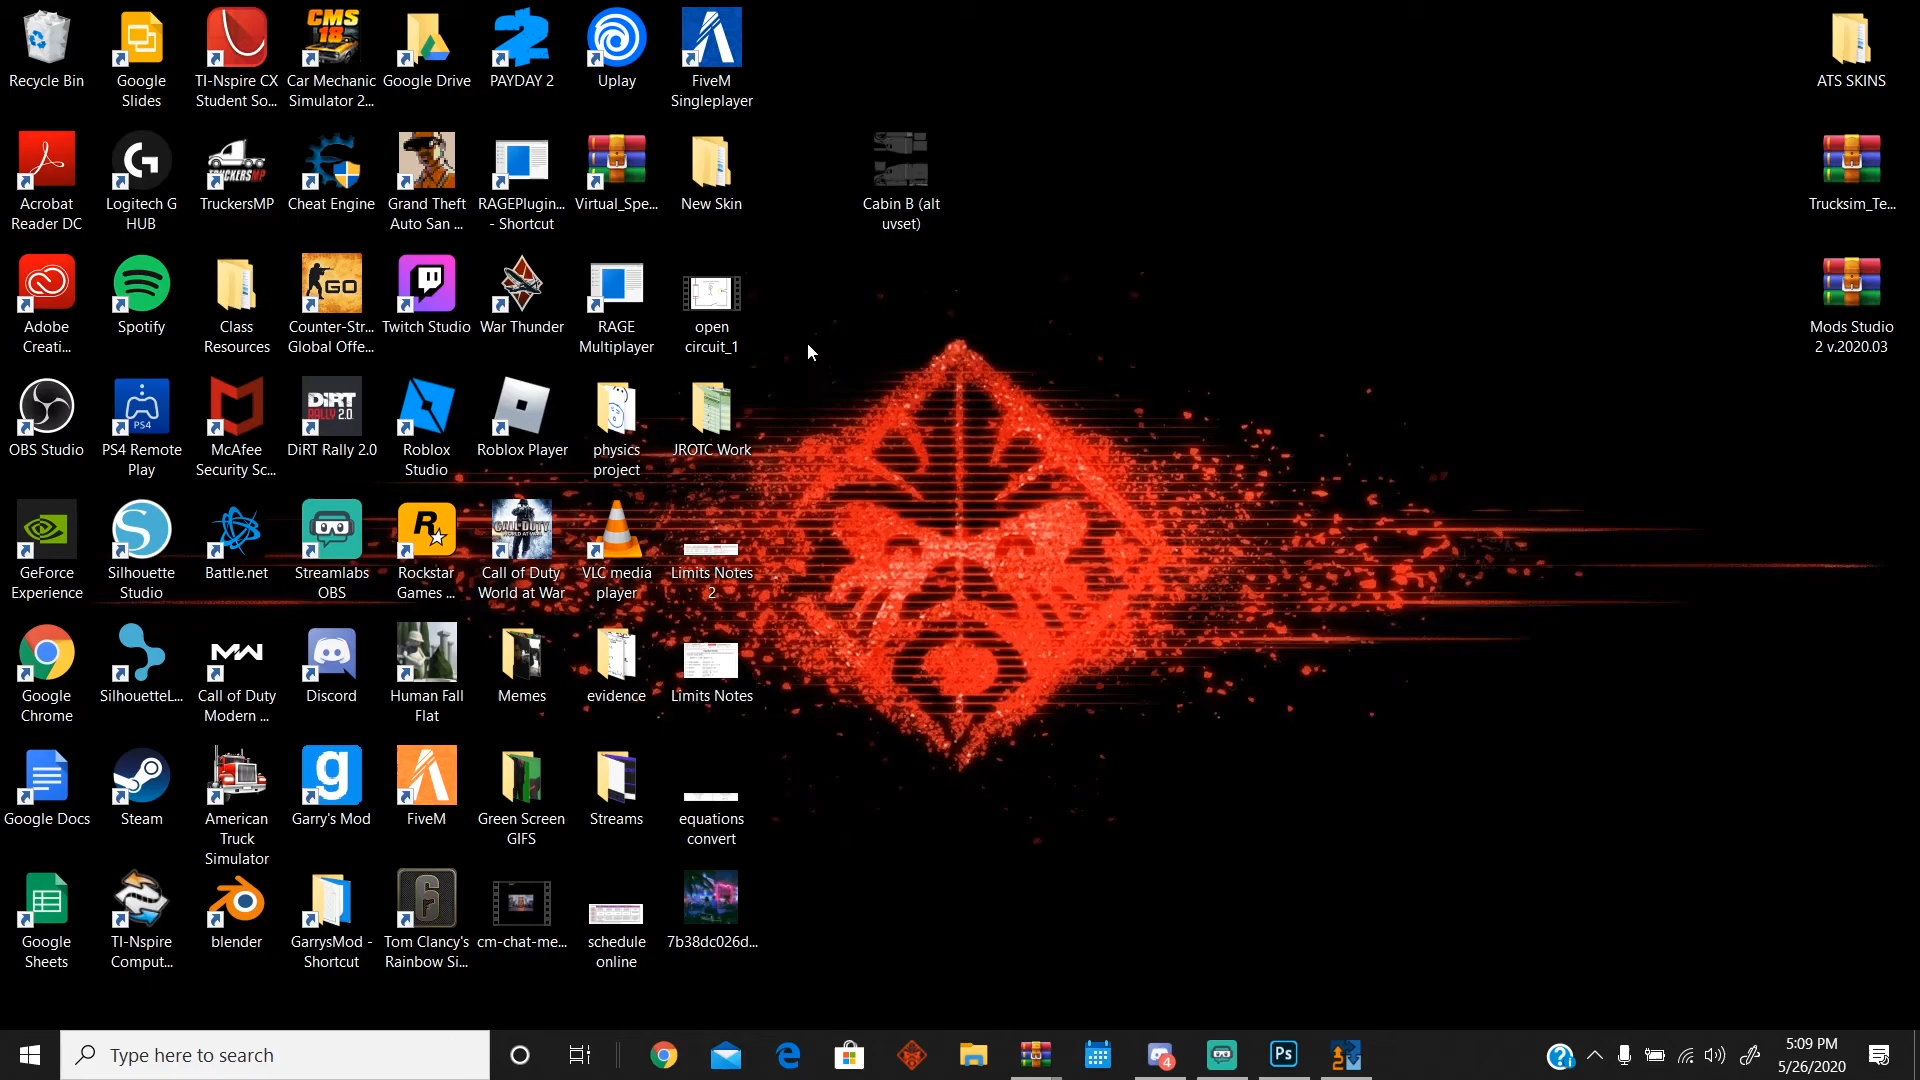 Recycle Bin
Google
Slides
TI-Nspire CX
Student So...
CMS
18
Car Mechanic
Simulator 2...
Google Drive
PAYDAY 2
Uplay
FiveM
Singleplayer
ATS SKINS
Acrobat
Reader DC
Logitech G
HUB
TRUCKERSMP
TruckersMP
Cheat Engine
Grand Theft
Auto San ...
RAGEPlugin...
- Shortcut
Virtual_Spe...
New Skin
Cabin B (alt
uvset)
Trucksim_Te...
Adobe
Creati...
Spotify
Class
Resources
GO
Counter-Str...
Global Offe...
Twitch Studio
War Thunder
RAGE
Multiplayer
open
circuit_1
Mods Studio
2 v.2020.03
OBS Studio
PS4
PS4 Remote
Play
McAfee
Security Sc...
DiRT
RALLY 2.0
DiRT Rally 2.0
Roblox
Studio
Roblox Player
physics
project
JROTC Work
GeForce
Experience
Silhouette
Studio
Battle.net
Streamlabs
OBS
R
Rockstar
Games ...
CALL OF DUTY
Call of Duty
World at War
VLC media
player
Limits Notes
2
Google
Chrome
SilhouetteL...
MW
Call of Duty
Modern ...
Discord
Human Fall
Flat
Memes
evidence
Limits Notes
Google Docs
Steam
American
Truck
Simulator
g
Garry's Mod
FiveM
Green Screen
GIFS
Streams
equations
convert
Google
Sheets
TI-Nspire
Comput...
blender
GarrysMod -
Shortcut
6
Tom Clancy's
Rainbow Si...
cm-chat-me...
schedule
online
7b38dc026d...
Type here to search
4
Ps
5:09 PM
5/26/2020